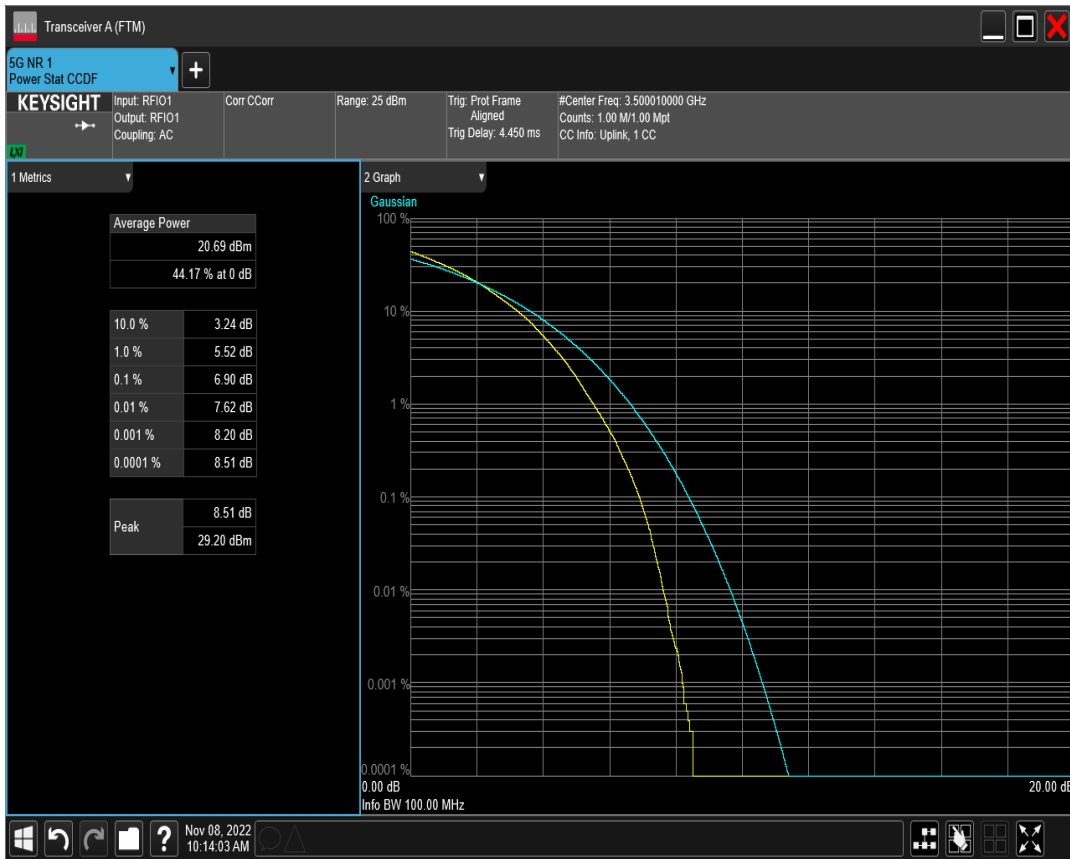 Transceiver A (FTM)
5G NR 1
Power Stat CCDF
+
KEYSIGHT
LXI
Input: RFIO1
Output: RFIO1
Coupling: AC
Corr CCorr
Range: 25 dBm
Trig: Prot Frame
Aligned
Trig Delay: 4.450 ms
#Center Freq: 3.500010000 GHz
Counts: 1.00 M/1.00 Mpt
CC Info: Uplink, 1 CC
1 Metrics
Average Power
20.69 dBm
44.17 % at 0 dB
10.0 % 3.24 dB
1.0 % 5.52 dB
0.1 % 6.90 dB
0.01 % 7.62 dB
0.001 % 8.20 dB
0.0001 % 8.51 dB
Peak
8.51 dB
29.20 dBm
2 Graph
Gaussian
100 %
10 %
1 %
0.1 %
0.01 %
0.001 %
0.0001 %
0.00 dB 20.00 dB
Info BW 100.00 MHz
?
Nov 08, 2022
10:14:03 AM